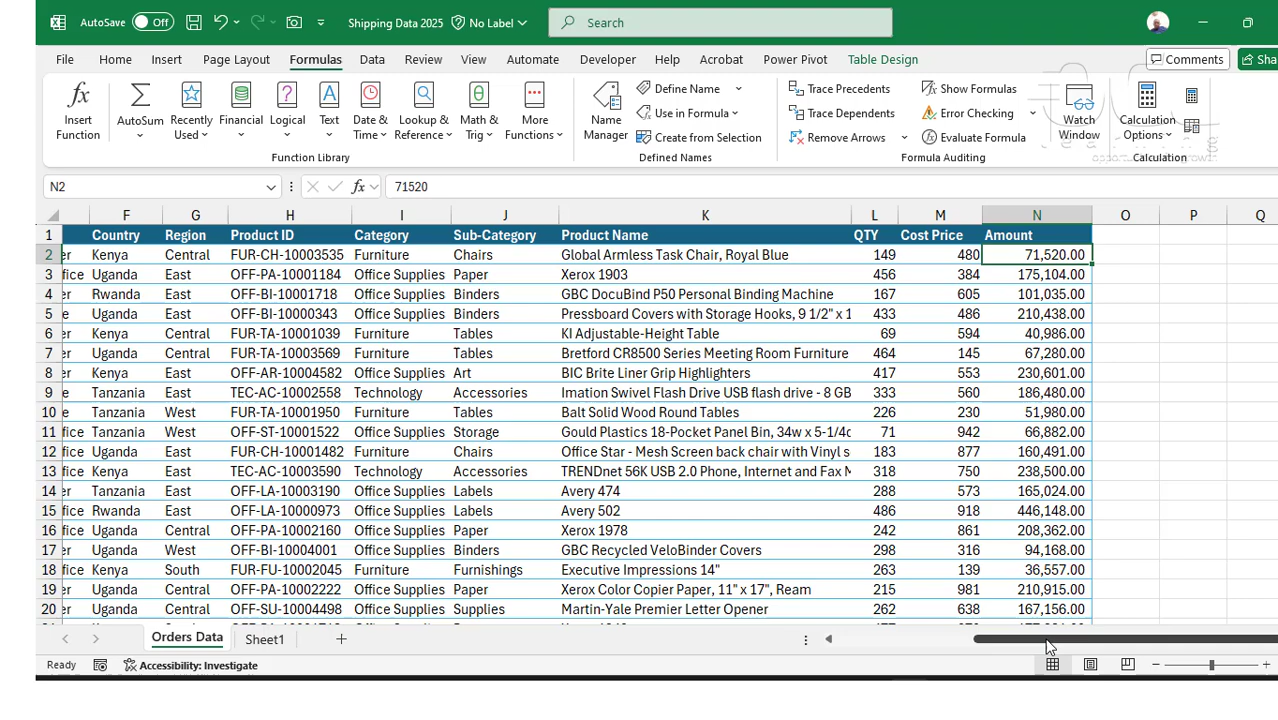 AutoSave Off Shipping Data 2025 No Label Search
File Home Insert Page Layout Formulas Data Review View Automate Developer Help Acrobat Power Pivot Table Design Comments
Insert Function
AutoSum
Recently Used
Financial
Logical
Text
Date & Time
Lookup & Reference
Math & Trig
More Functions
Function Library
Name Manager
Define Name
Use in Formula
Create from Selection
Defined Names
Trace Precedents
Trace Dependents
Remove Arrows
Show Formulas
Error Checking
Evaluate Formula
Formula Auditing
Watch Window
Calculation Options
Calculation
N2 fx 71520
F G H I J K L M N O P Q
1 Country Region Product ID Category Sub-Category Product Name QTY Cost Price Amount
2 er Kenya Central FUR-CH-10003535 Furniture Chairs Global Armless Task Chair, Royal Blue 149 480 71,520.00
3 ffice Uganda East OFF-PA-10001184 Office Supplies Paper Xerox 1903 456 384 175,104.00
4 er Rwanda East OFF-BI-10001718 Office Supplies Binders GBC DocuBind P50 Personal Binding Machine 167 605 101,035.00
5 e Uganda East OFF-BI-10000343 Office Supplies Binders Pressboard Covers with Storage Hooks, 9 1/2" x 1 433 486 210,438.00
6 er Kenya Central FUR-TA-10001039 Furniture Tables KI Adjustable-Height Table 69 594 40,986.00
7 er Uganda Central FUR-TA-10003569 Furniture Tables Bretford CR8500 Series Meeting Room Furniture 464 145 67,280.00
8 er Kenya East OFF-AR-10004582 Furniture Art BIC Brite Liner Grip Highlighters 417 553 230,601.00
9 e Tanzania East TEC-AC-10002558 Technology Accessories Imation Swivel Flash Drive USB flash drive - 8 GB 333 560 186,480.00
10 e Tanzania West FUR-TA-10001950 Furniture Tables Balt Solid Wood Round Tables 226 230 51,980.00
11 ffice Tanzania West OFF-ST-10001522 Office Supplies Storage Gould Plastics 18-Pocket Panel Bin, 34w x 5-1/4d 71 942 66,882.00
12 er Uganda East FUR-CH-10001482 Furniture Chairs Office Star - Mesh Screen back chair with Vinyl s 183 877 160,491.00
13 ffice Kenya East TEC-AC-10003590 Technology Accessories TRENDnet 56K USB 2.0 Phone, Internet and Fax M 318 750 238,500.00
14 er Tanzania East OFF-LA-10003190 Office Supplies Labels Avery 474 288 573 165,024.00
15 ffice Rwanda East OFF-LA-10000973 Office Supplies Labels Avery 502 486 918 446,148.00
16 er Uganda Central OFF-PA-10002160 Office Supplies Paper Xerox 1978 242 861 208,362.00
17 er Uganda West OFF-BI-10004001 Office Supplies Binders GBC Recycled VeloBinder Covers 298 316 94,168.00
18 ffice Kenya South FUR-FU-10002045 Furniture Furnishings Executive Impressions 14" 263 139 36,557.00
19 er Uganda Central OFF-PA-10002222 Office Supplies Paper Xerox Color Copier Paper, 11" x 17", Ream 215 981 210,915.00
20 er Uganda Central OFF-SU-10004498 Office Supplies Supplies Martin-Yale Premier Letter Opener 262 638 167,156.00
Orders Data Sheet1
Ready Accessibility: Investigate